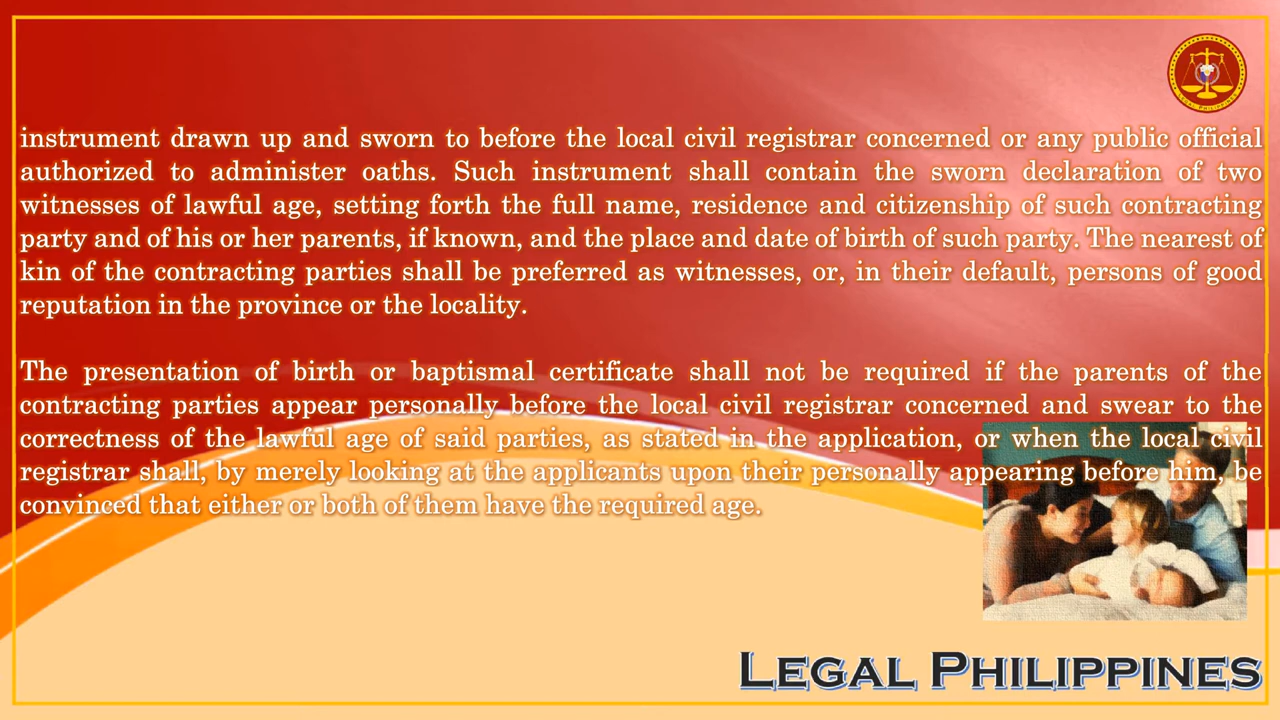 instrument drawn up and sworn to before the local civil registrar concerned or any public official
authorized to administer oaths. Such instrument shall contain the sworn declaration of two
witnesses of lawful age, setting forth the full name, residence and citizenship of such contracting
party and of his or her parents, if known, and the place and date of birth of such party. The nearest of
kin of the contracting parties shall be preferred as witnesses, or, in their default, persons of good
reputation in the province or the locality.
The presentation of birth or baptismal certificate shall not be required if the parents of the
contracting parties appear personally before the local civil registrar concerned and swear to the
correctness of the lawful age of said parties, as stated in the application, or when the local civil
registrar shall, by merely looking at the applicants upon their personally appearing before him, be
convinced that either or both of them have the required age.
LEGAL PHILIPPINES
LEGAL PHILIPPINES